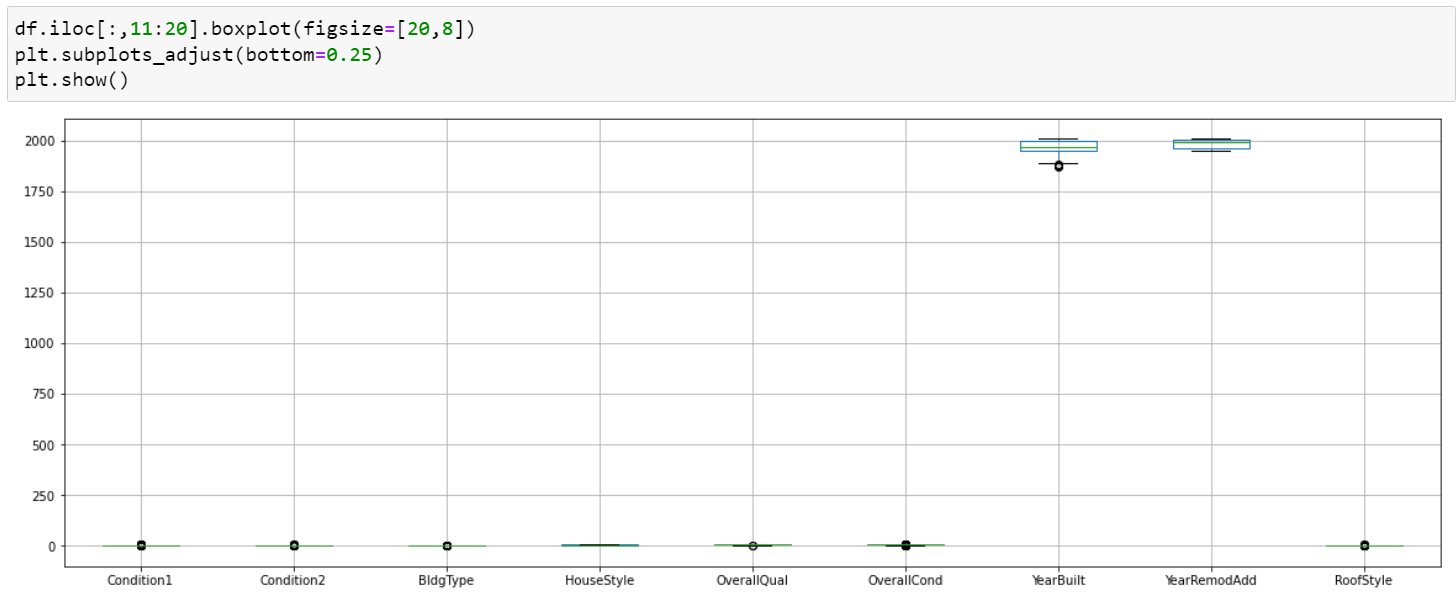 df.iloc[:,11:20].boxplot(figsize=[20,8])
plt.subplots_adjust(bottom=0.25)
plt.show()
2000
1750
1500
1250
1000
750
500
250
0
Condition1 Condition2 BldgType HouseStyle OverallQual OverallCond YearBuilt YearRemodAdd RoofStyle